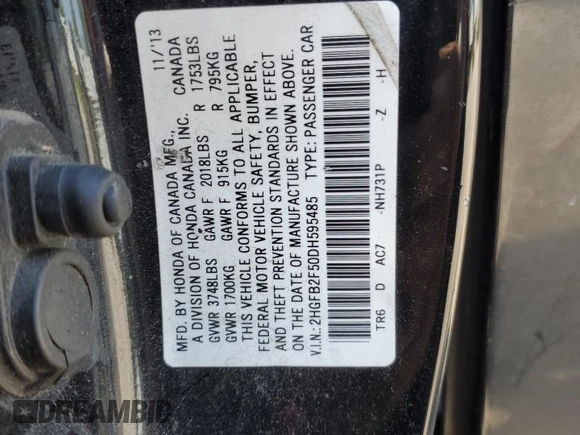 MFD. BY HONDA OF CANADA MFG., 11/'13
A DIVISION OF HONDA CANADA INC. CANADA
GVWR 3748LBS GAWR F 2018LBS R 1753LBS
GVWR 1700KG GAWR F 915KG R 795KG
THIS VEHICLE CONFORMS TO ALL APPLICABLE
FEDERAL MOTOR VEHICLE SAFETY, BUMPER,
AND THEFT PREVENTION STANDARDS IN EFFECT
ON THE DATE OF MANUFACTURE SHOWN ABOVE.
V.I.N.: 2HGFB2F50DH595485 TYPE: PASSENGER CAR
TR6 D AC7 -NH731P -Z -H
DREAMBID